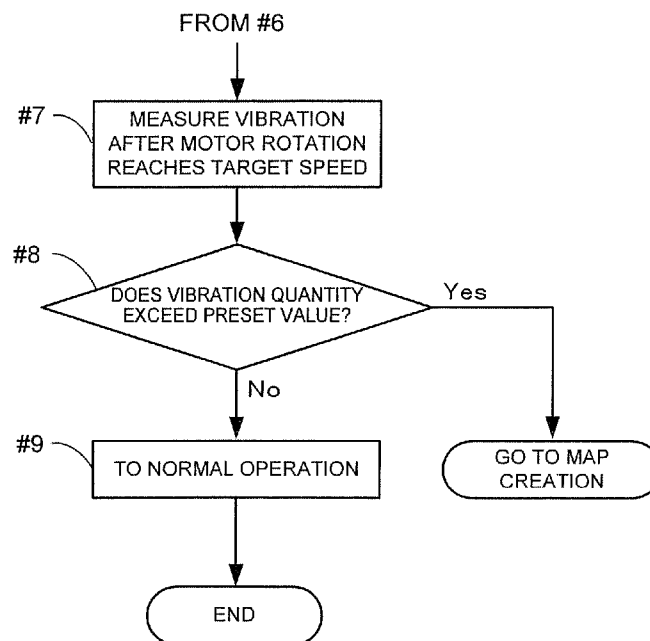 FROM #6
#7
MEASURE VIBRATION
AFTER MOTOR ROTATION
REACHES TARGET SPEED
#8
DOES VIBRATION QUANTITY
EXCEED PRESET VALUE?
Yes
No
#9
TO NORMAL OPERATION
GO TO MAP
CREATION
END